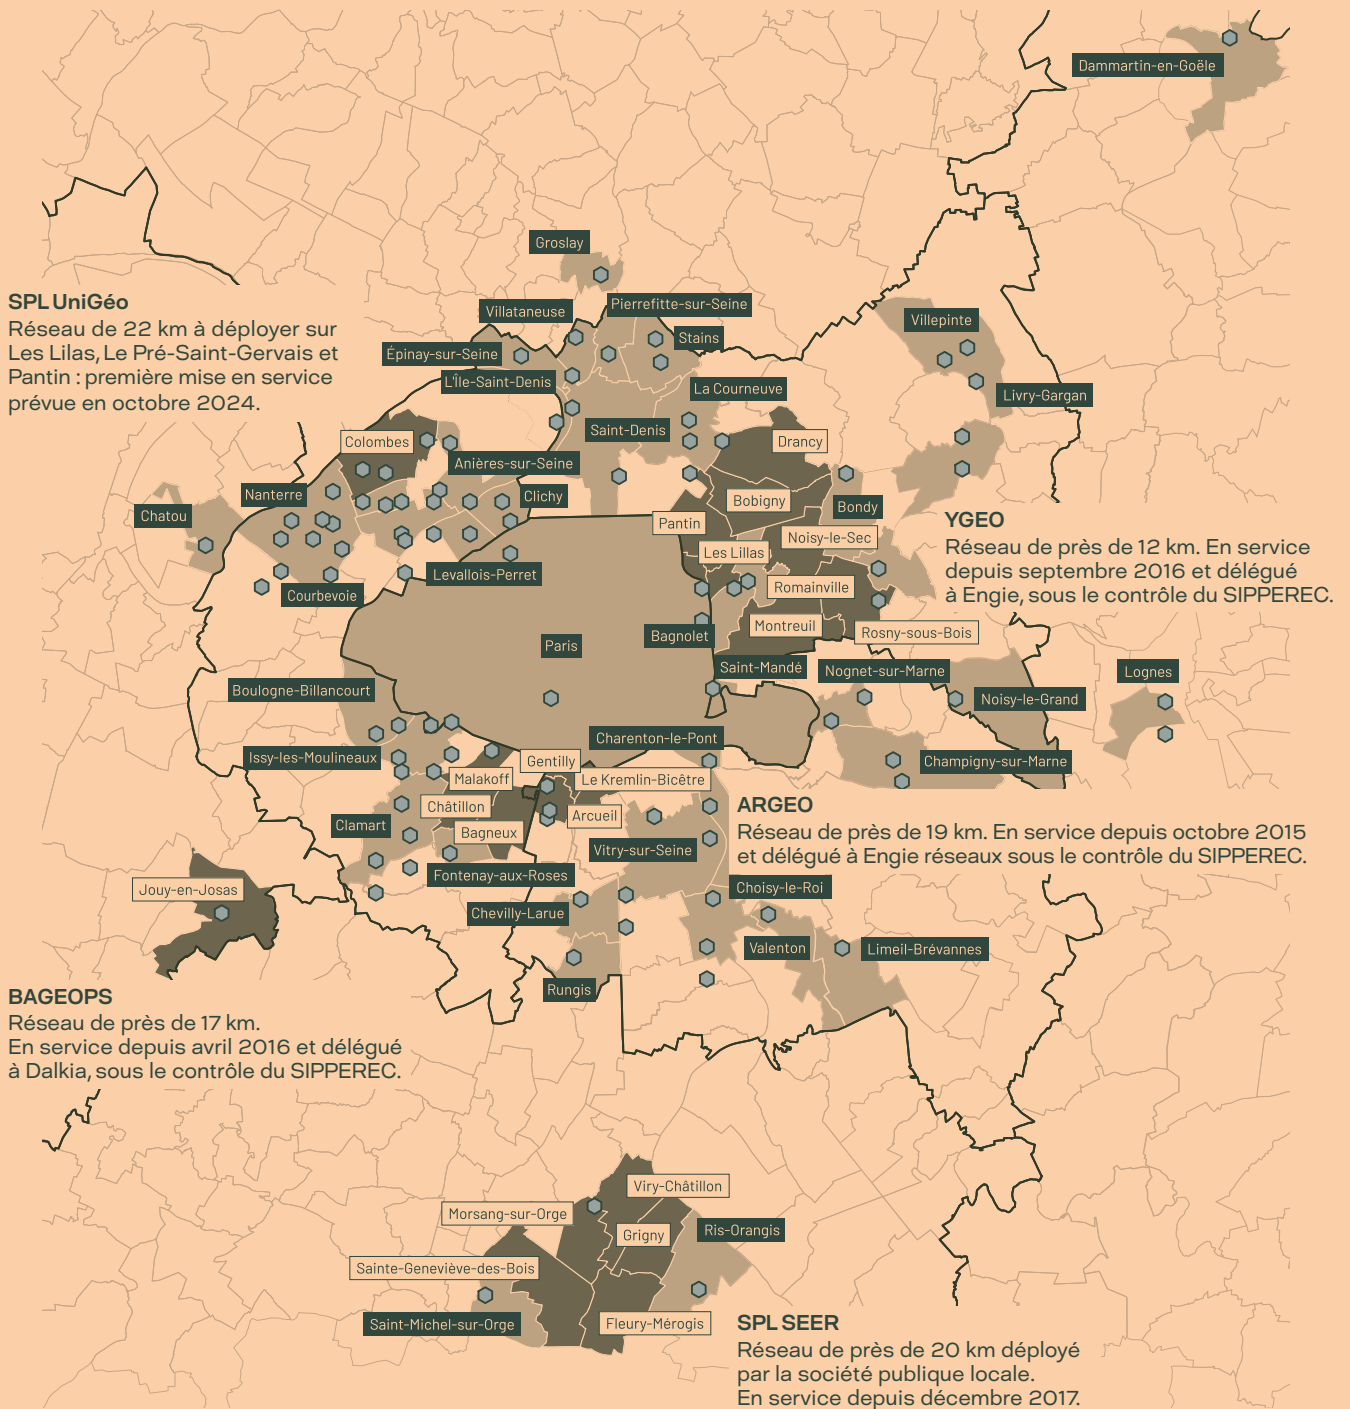 Dammartin-en-Goële
Groslay
Villataneuse
Pierrefitte-sur-Seine
SPL UniGéo
Réseau de 22 km à déployer sur
Les Lilas, Le Pré-Saint-Gervais et
Pantin : première mise en service
prévue en octobre 2024.
Villepinte
Stains
Épinay-sur-Seine
L'Île-Saint-Denis
La Courneuve
Livry-Gargan
Saint-Denis
Colombes
Drancy
Anières-sur-Seine
Nanterre
Clichy
Bobigny
Bondy
Chatou
Pantin
YGEO
Réseau de près de 12 km. En service
depuis septembre 2016 et délégué
à Engie, sous le contrôle du SIPPEREC.
Noisy-le-Sec
Les Lillas
Levallois-Perret
Romainville
Courbevoie
Montreuil
Rosny-sous-Bois
Bagnolet
Paris
Saint-Mandé
Nognet-sur-Marne
Lognes
Boulogne-Billancourt
Noisy-le-Grand
Charenton-le-Pont
Issy-les-Moulineaux
Gentilly
Champigny-sur-Marne
Malakoff
Le Kremlin-Bicêtre
Châtillon
Arcueil
ARGEO
Réseau de près de 19 km. En service depuis octobre 2015
et délégué à Engie réseaux sous le contrôle du SIPPEREC.
Clamart
Bagneux
Vitry-sur-Seine
Fontenay-aux-Roses
Jouy-en-Josas
Choisy-le-Roi
Chevilly-Larue
Valenton
Limeil-Brévannes
Rungis
BAGEOPS
Réseau de près de 17 km.
En service depuis avril 2016 et délégué
à Dalkia, sous le contrôle du SIPPEREC.
Viry-Châtillon
Morsang-sur-Orge
Grigny
Ris-Orangis
Sainte-Geneviève-des-Bois
Saint-Michel-sur-Orge
Fleury-Mérogis
SPL SEER
Réseau de près de 20 km déployé
par la société publique locale.
En service depuis décembre 2017.